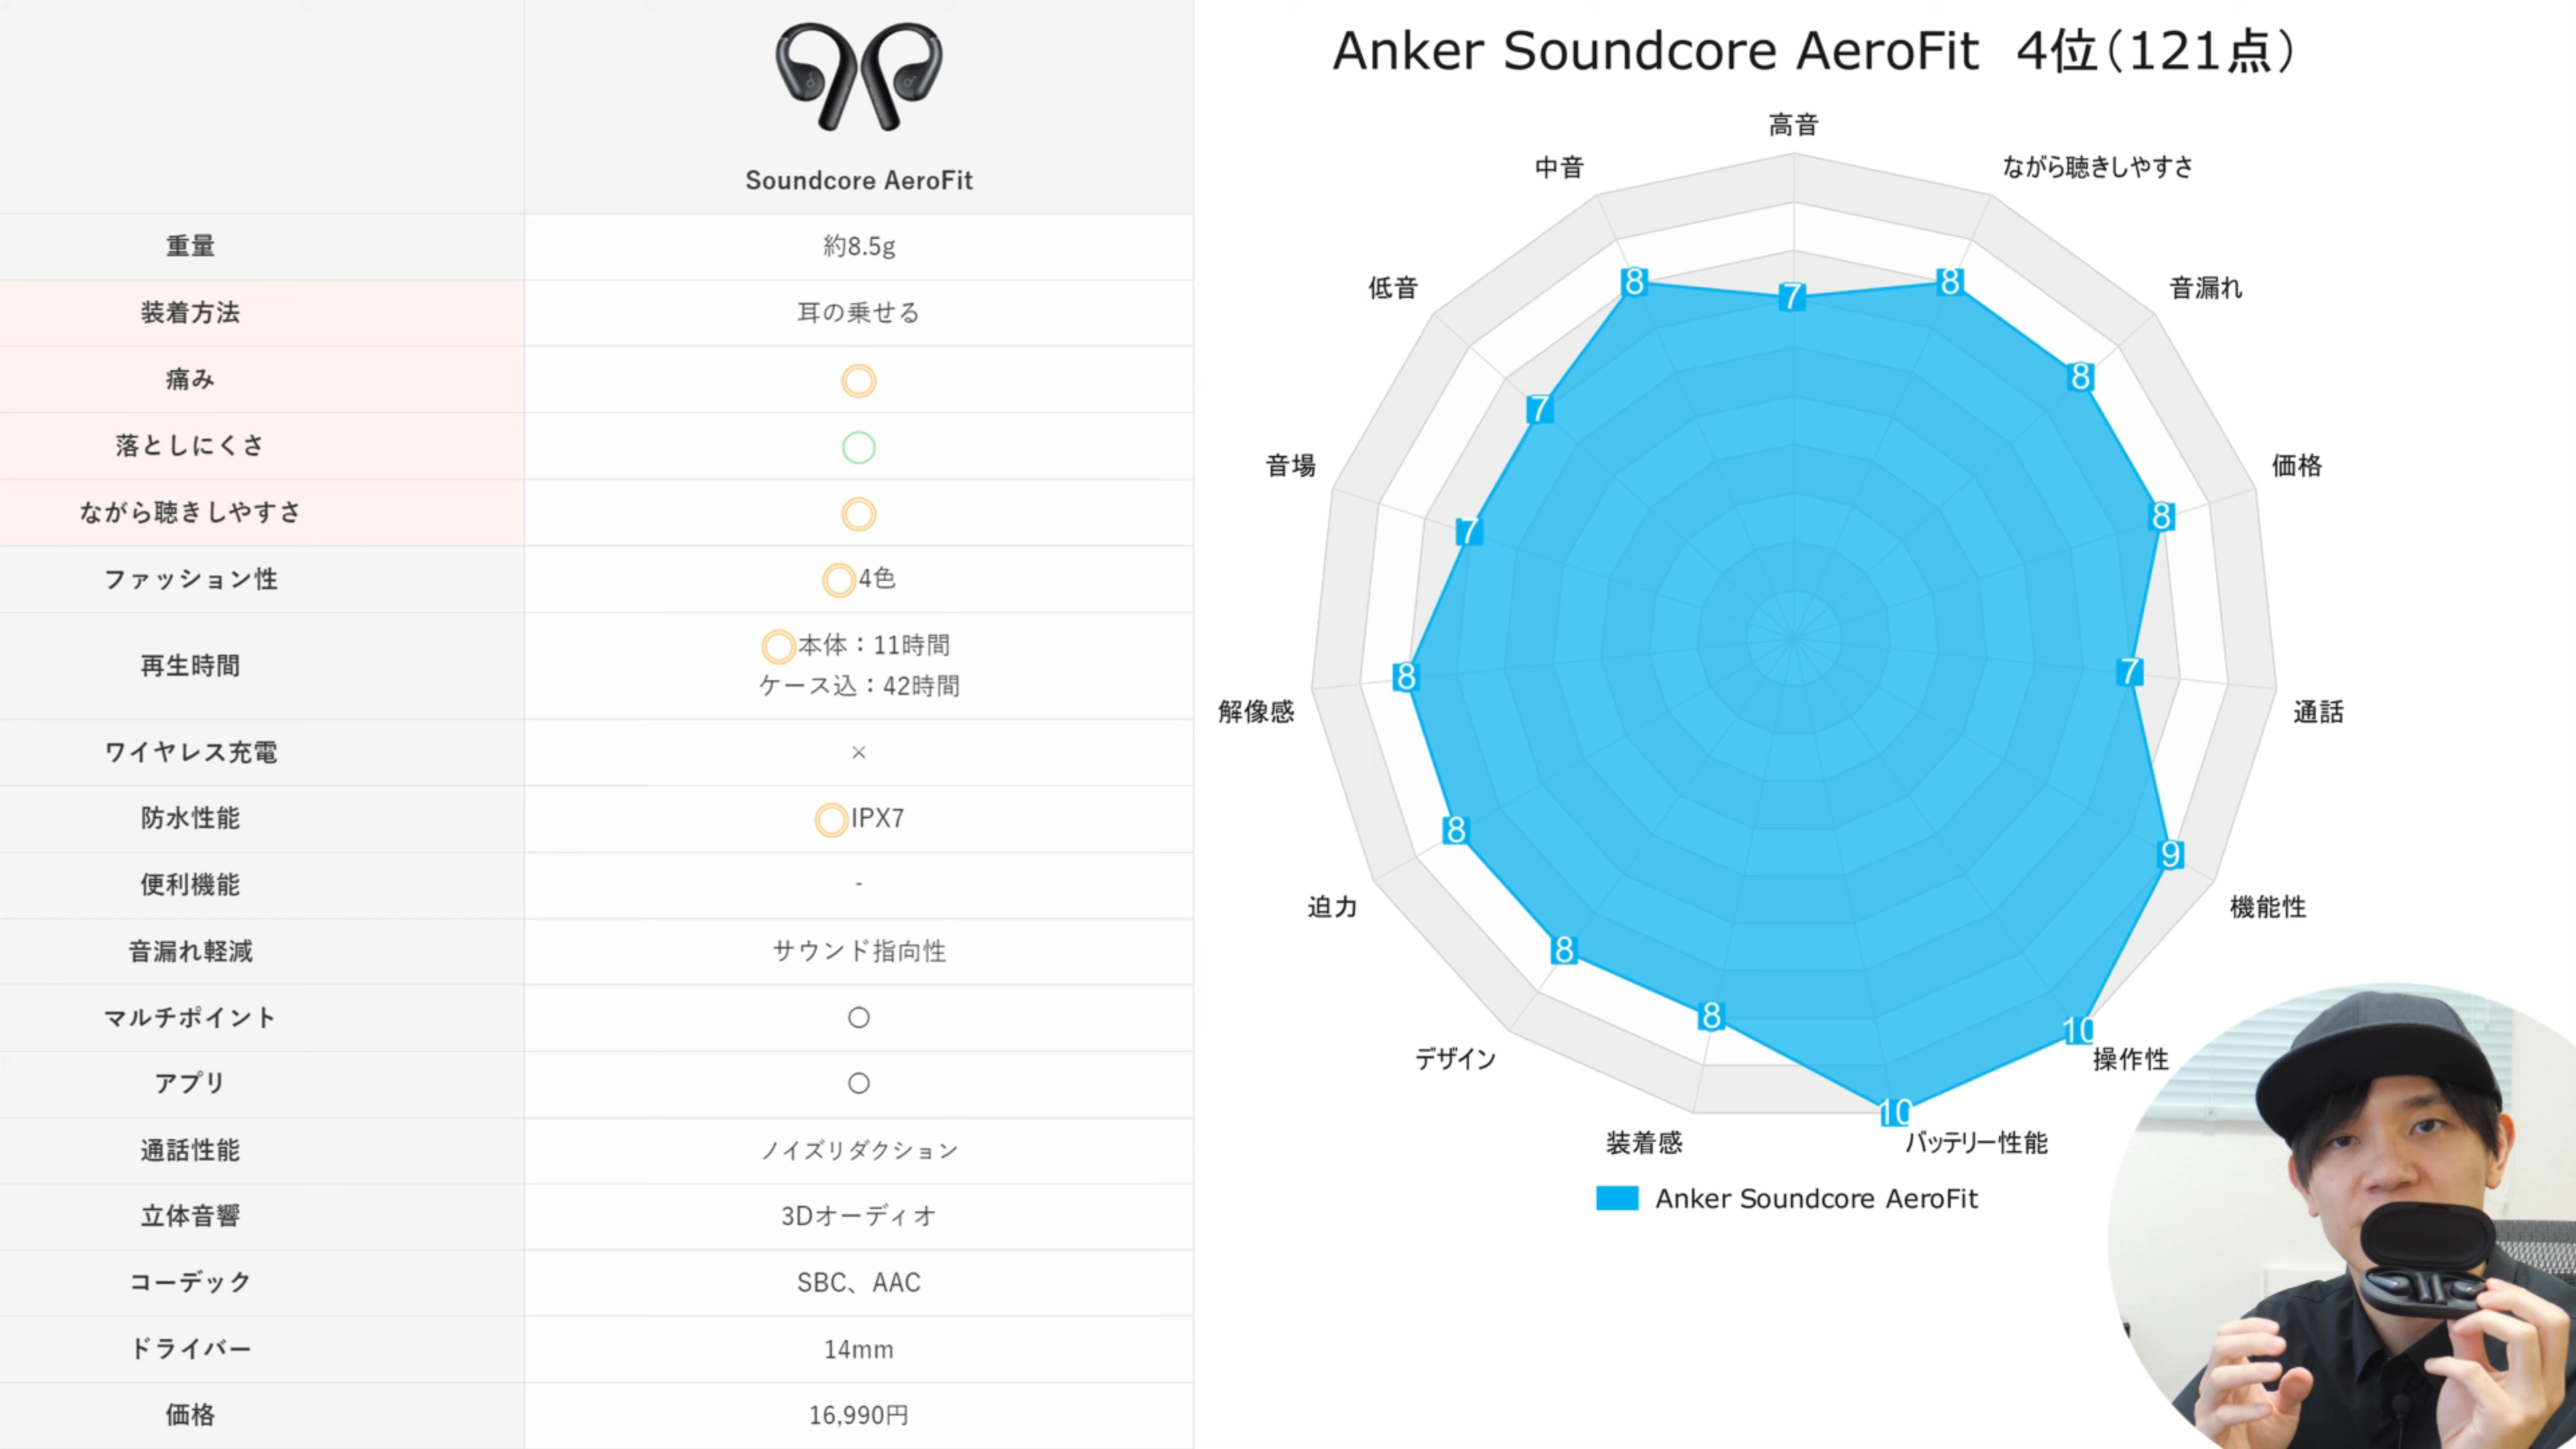 Soundcore AeroFit
重量 約8.5g
装着方法 耳の乗せる
痛み ◎
落としにくさ ○
ながら聴きしやすさ ◎
ファッション性 ◎4色
再生時間 ◎本体：11時間
ケース込：42時間
ワイヤレス充電 ×
防水性能 ◎IPX7
便利機能 -
音漏れ軽減 サウンド指向性
マルチポイント ○
アプリ ○
通話性能 ノイズリダクション
立体音響 3Dオーディオ
コーデック SBC、AAC
ドライバー 14mm
価格 16,990円
Anker Soundcore AeroFit 4位（121点）
高音
7
ながら聴きしやすさ
8
音漏れ
8
価格
8
通話
7
機能性
9
操作性
10
バッテリー性能
10
装着感
8
デザイン
8
迫力
8
解像感
8
音場
7
低音
7
中音
8
Anker Soundcore AeroFit